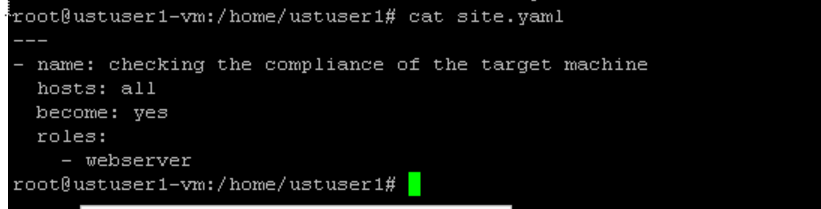 root@ustuser1-vm:/home/ustuser1# cat site.yaml
---
- name: checking the compliance of the target machine
  hosts: all
  become: yes
  roles:
    - webserver
root@ustuser1-vm:/home/ustuser1#